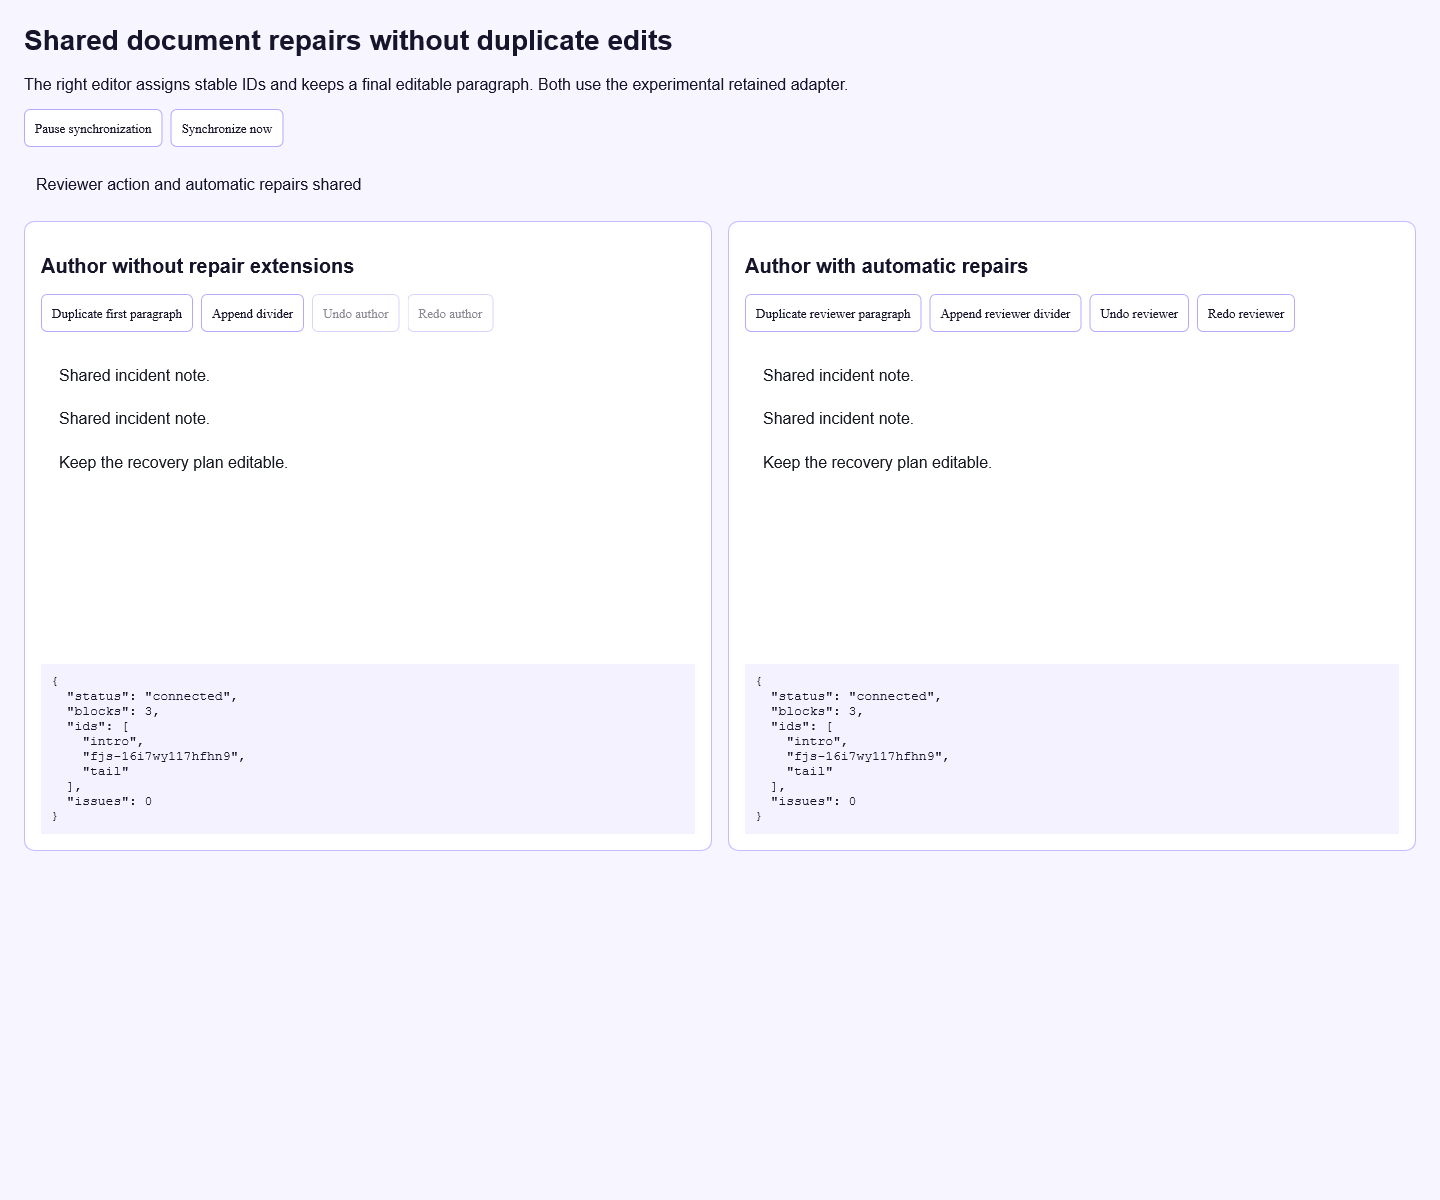 Shared document repairs without duplicate edits
The right editor assigns stable IDs and keeps a final editable paragraph. Both use the experimental retained adapter.
Pause synchronization
Synchronize now
Reviewer action and automatic repairs shared
Author without repair extensions
Duplicate first paragraph
Append divider
Undo author
Redo author
Shared incident note.
Shared incident note.
Keep the recovery plan editable.
{
  "status": "connected",
  "blocks": 3,
  "ids": [
    "intro",
    "fjs-16i7wy117hfhn9",
    "tail"
  ],
  "issues": 0
}
Author with automatic repairs
Duplicate reviewer paragraph
Append reviewer divider
Undo reviewer
Redo reviewer
Shared incident note.
Shared incident note.
Keep the recovery plan editable.
{
  "status": "connected",
  "blocks": 3,
  "ids": [
    "intro",
    "fjs-16i7wy117hfhn9",
    "tail"
  ],
  "issues": 0
}